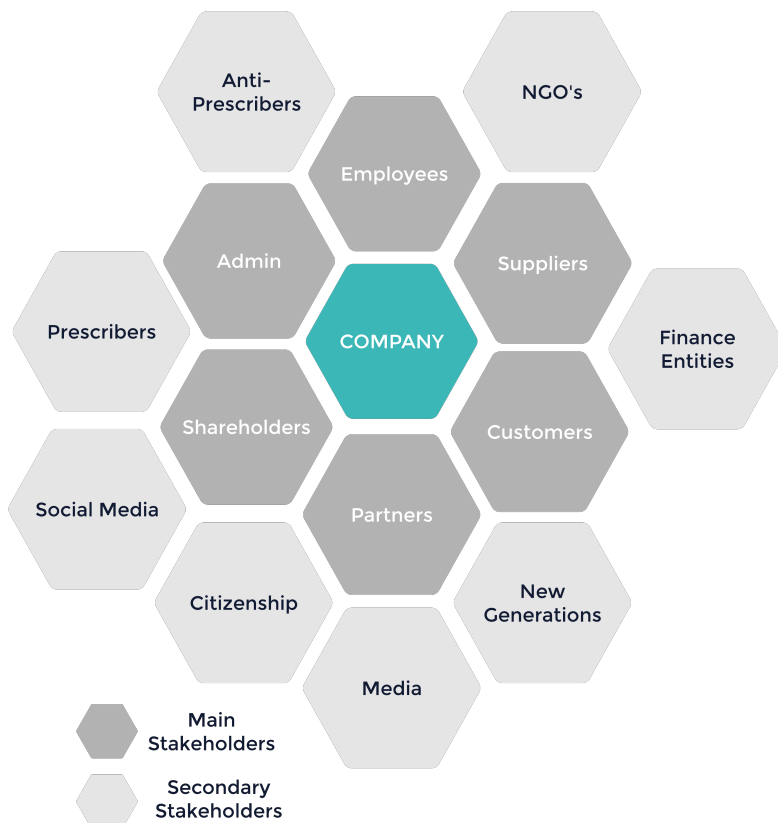 Anti-
Prescribers
NGO's
Employees
Admin
Suppliers
Prescribers
COMPANY
Finance
Entities
Shareholders
Customers
Social Media
Partners
Citizenship
New
Generations
Media
Main
Stakeholders
Secondary
Stakeholders